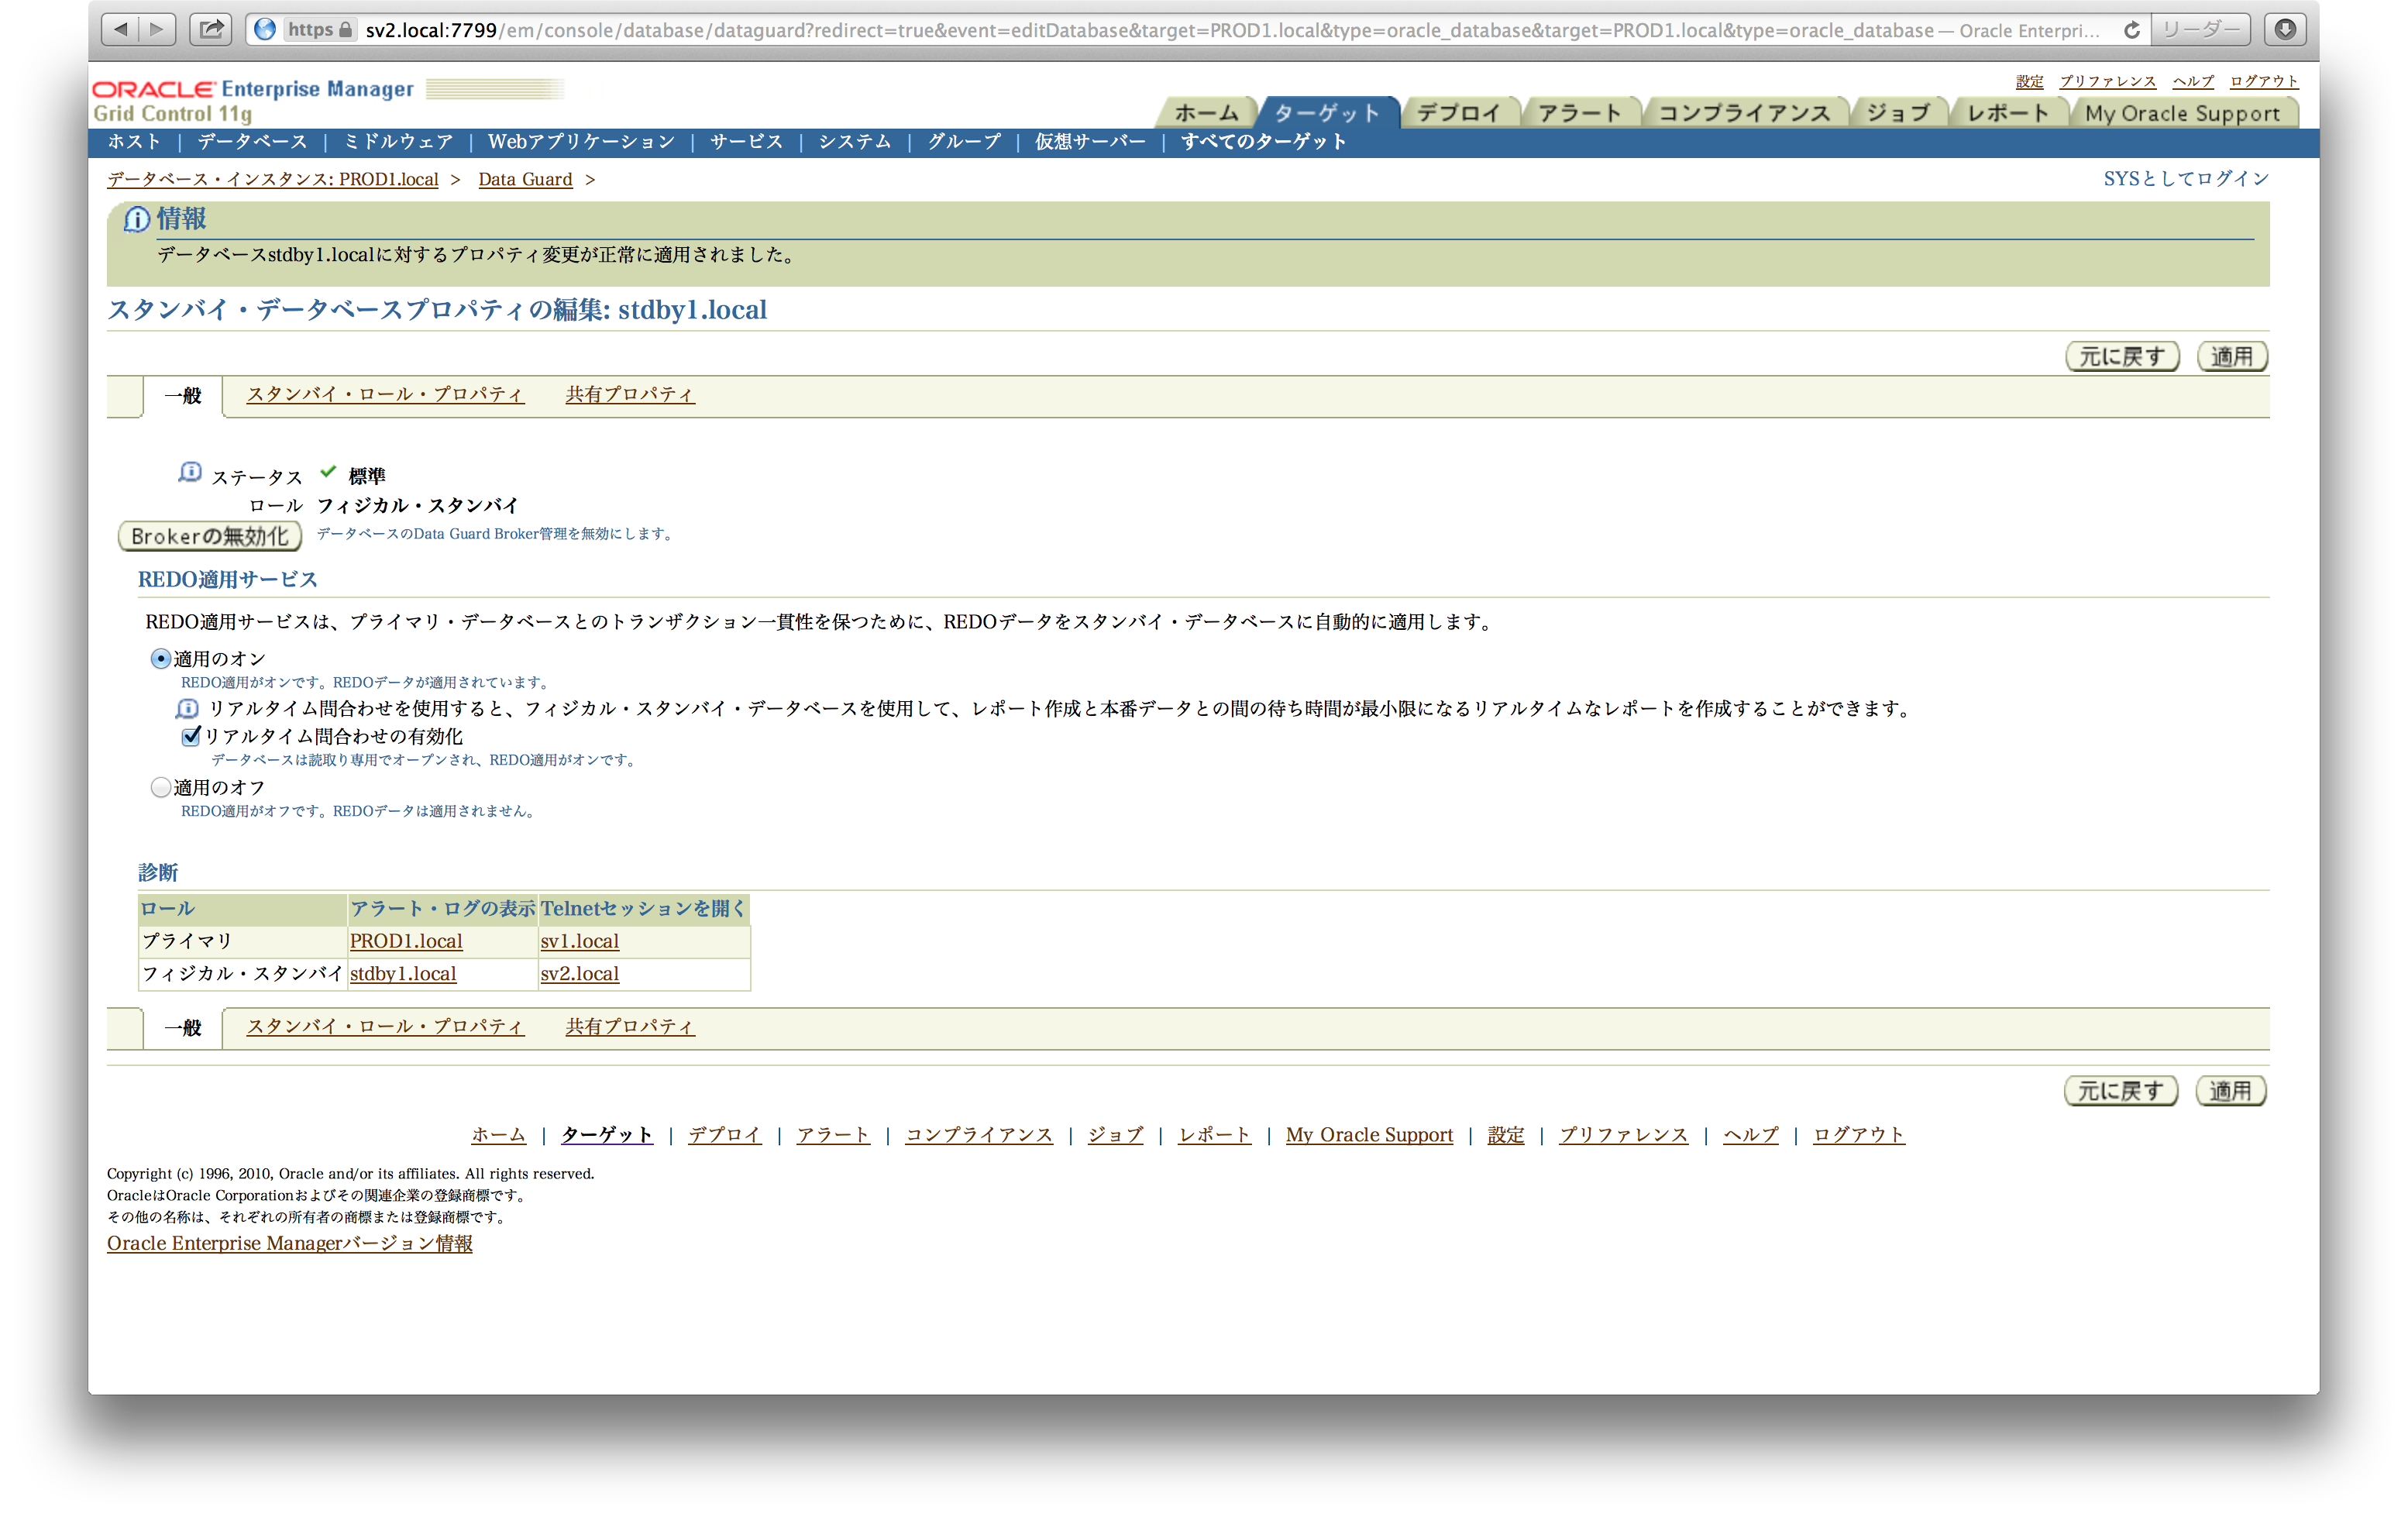 https sv2.local:7799/em/console/database/dataguard?redirect=true&event=editDatabase&target=PROD1.local&type=oracle_database&target=PROD1.local&type=oracle_database — Oracle Enterpri... リーダー
設定 プリファレンス ヘルプ ログアウト
ORACLE Enterprise Manager
Grid Control 11g
ホーム ターゲット デプロイ アラート コンプライアンス ジョブ レポート My Oracle Support
ホスト | データベース | ミドルウェア | Webアプリケーション | サービス | システム | グループ | 仮想サーバー | すべてのターゲット
データベース・インスタンス: PROD1.local > Data Guard > SYSとしてログイン
情報
データベースstdby1.localに対するプロパティ変更が正常に適用されました。
スタンバイ・データベースプロパティの編集: stdby1.local
元に戻す 適用
一般 スタンバイ・ロール・プロパティ 共有プロパティ
ステータス 標準
ロール フィジカル・スタンバイ
Brokerの無効化 データベースのData Guard Broker管理を無効にします。
REDO適用サービス
REDO適用サービスは、プライマリ・データベースとのトランザクション一貫性を保つために、REDOデータをスタンバイ・データベースに自動的に適用します。
適用のオン
REDO適用がオンです。REDOデータが適用されています。
リアルタイム問合わせを使用すると、フィジカル・スタンバイ・データベースを使用して、レポート作成と本番データとの間の待ち時間が最小限になるリアルタイムなレポートを作成することができます。
リアルタイム問合わせの有効化
データベースは読取り専用でオープンされ、REDO適用がオンです。
適用のオフ
REDO適用がオフです。REDOデータは適用されません。
診断
ロール アラート・ログの表示 Telnetセッションを開く
プライマリ PROD1.local sv1.local
フィジカル・スタンバイ stdby1.local sv2.local
一般 スタンバイ・ロール・プロパティ 共有プロパティ
元に戻す 適用
ホーム | ターゲット | デプロイ | アラート | コンプライアンス | ジョブ | レポート | My Oracle Support | 設定 | プリファレンス | ヘルプ | ログアウト
Copyright (c) 1996, 2010, Oracle and/or its affiliates. All rights reserved.
OracleはOracle Corporationおよびその関連企業の登録商標です。
その他の名称は、それぞれの所有者の商標または登録商標です。
Oracle Enterprise Managerバージョン情報